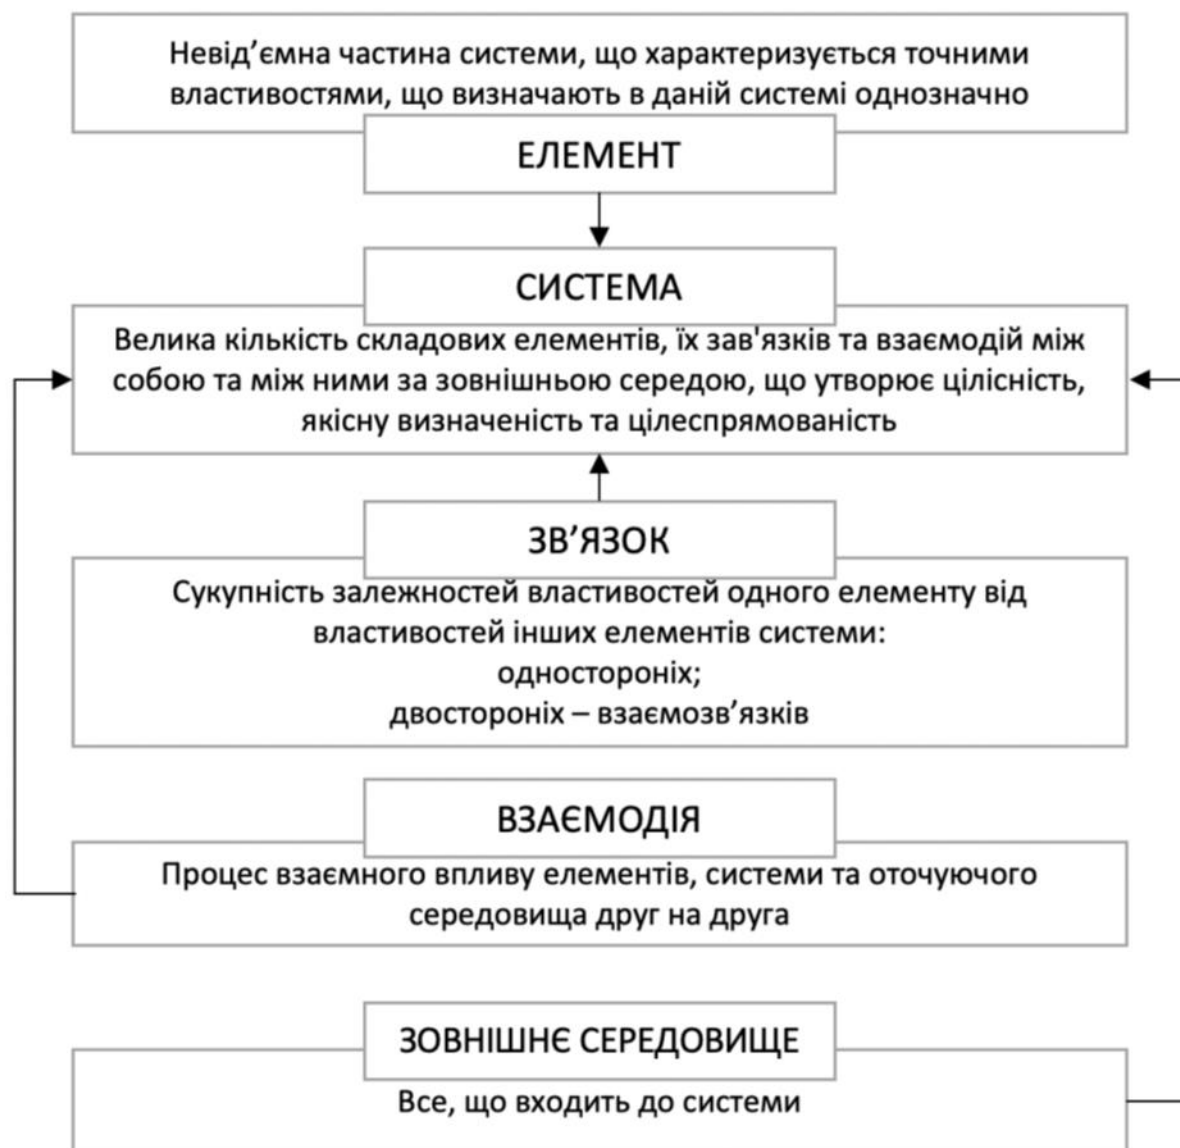 Невід’ємна частина системи, що характеризується точними
властивостями, що визначають в даній системі однозначно
ЕЛЕМЕНТ
СИСТЕМА
Велика кількість складових елементів, їх зав'язків та взаємодій між
собою та між ними за зовнішньою середою, що утворює цілісність,
якісну визначеність та цілеспрямованість
ЗВ’ЯЗОК
Сукупність залежностей властивостей одного елементу від
властивостей інших елементів системи:
одностороніх;
двостороніх – взаємозв’язків
ВЗАЄМОДІЯ
Процес взаємного впливу елементів, системи та оточуючого
середовища друг на друга
ЗОВНІШНЄ СЕРЕДОВИЩЕ
Все, що входить до системи